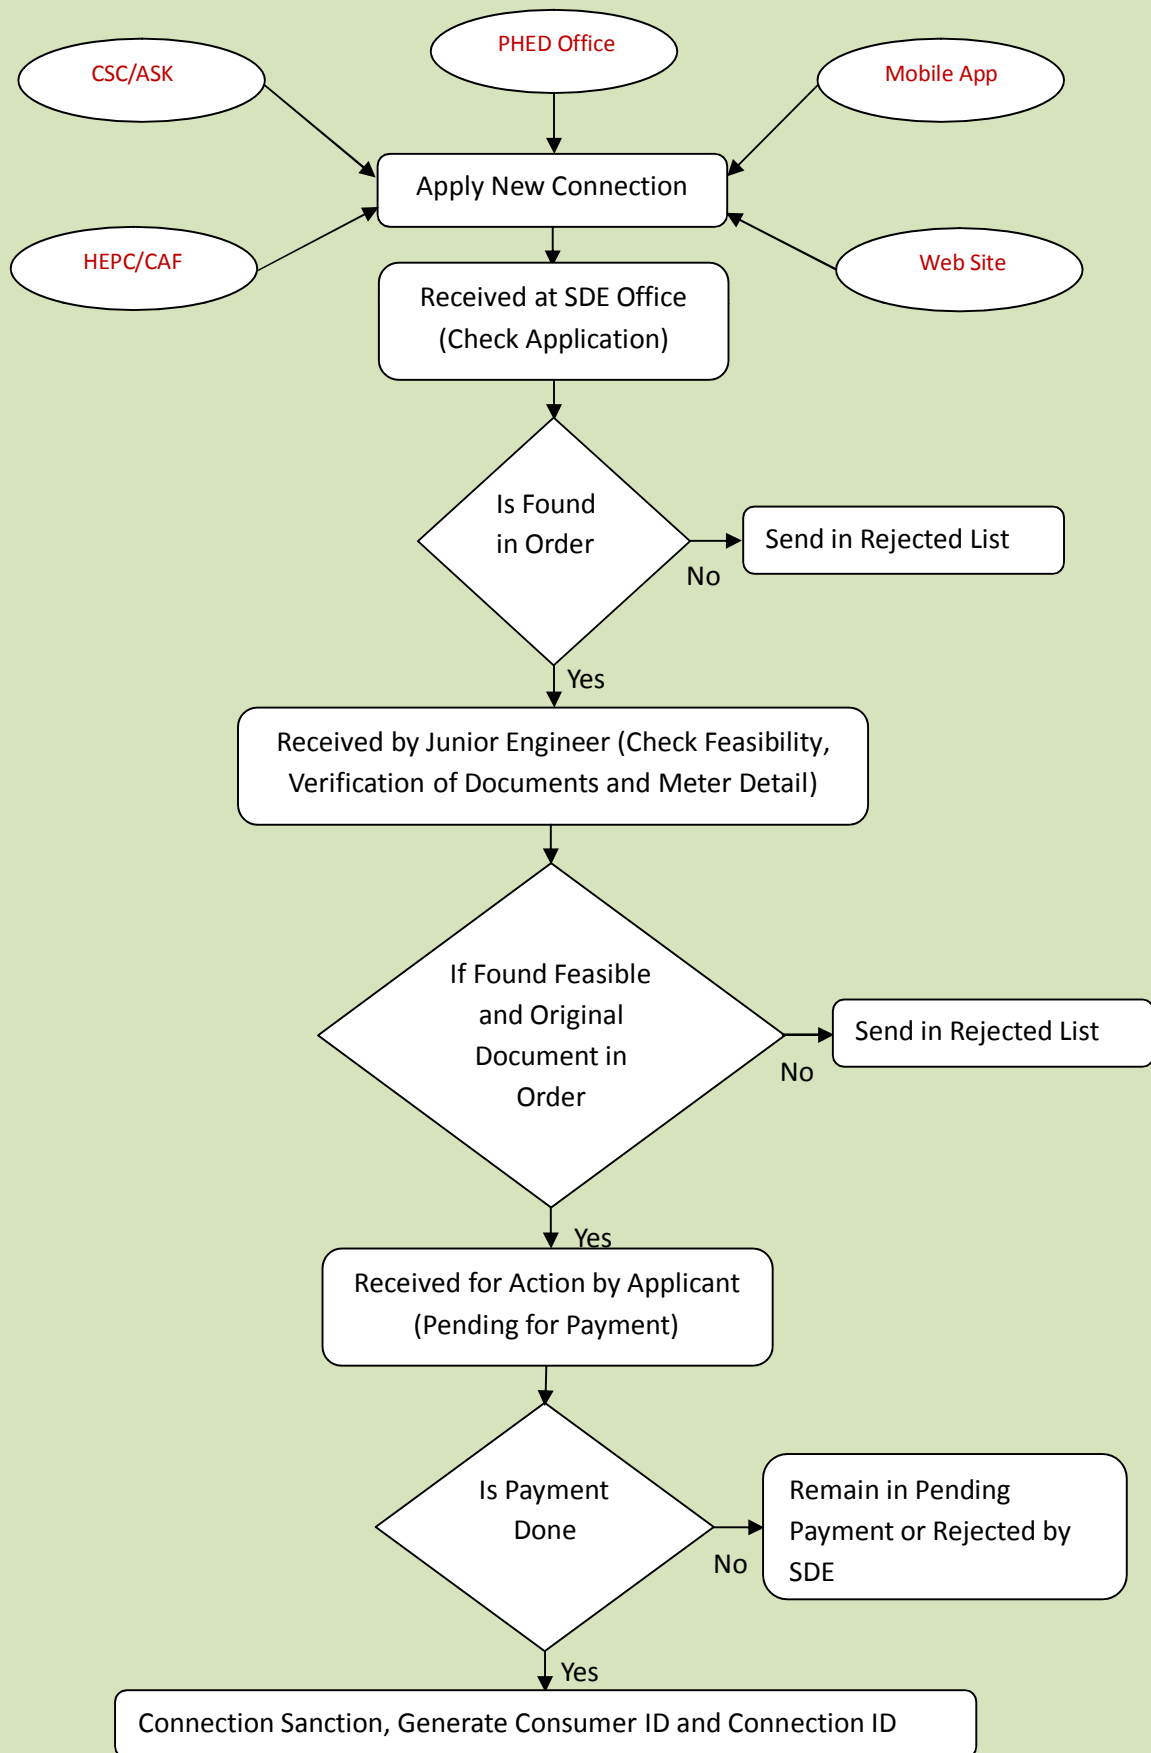 PHED Office
CSC/ASK
Mobile App
Apply New Connection
HEPC/CAF
Web Site
Received at SDE Office
(Check Application)
Is Found
in Order
No
Send in Rejected List
Yes
Received by Junior Engineer (Check Feasibility,
Verification of Documents and Meter Detail)
If Found Feasible
and Original
Document in
Order
No
Send in Rejected List
Yes
Received for Action by Applicant
(Pending for Payment)
Is Payment
Done
No
Remain in Pending
Payment or Rejected by
SDE
Yes
Connection Sanction, Generate Consumer ID and Connection ID